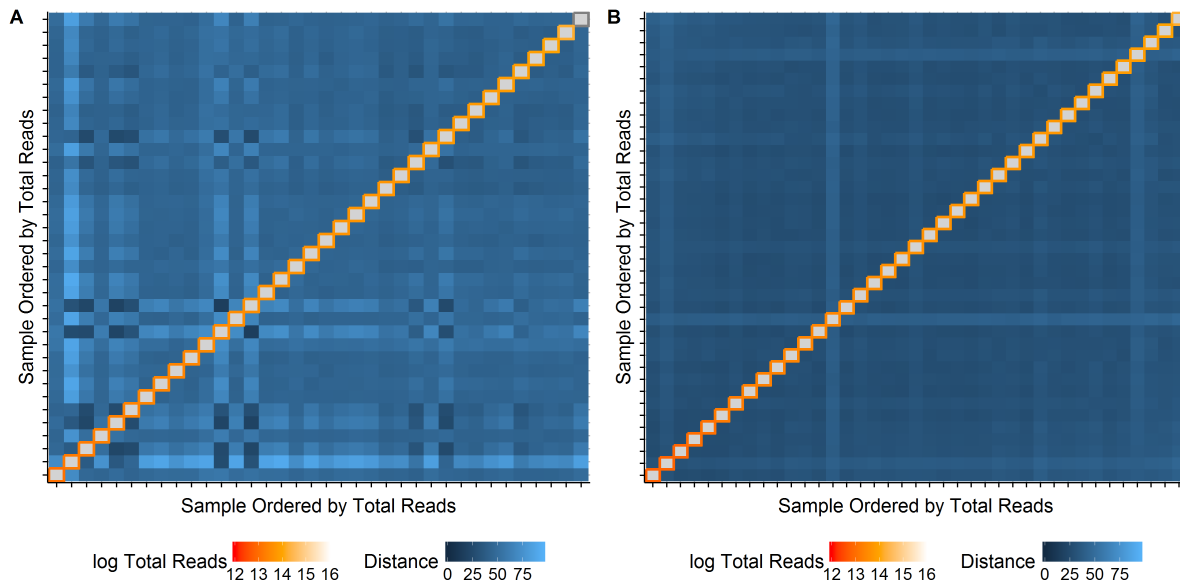 A
Sample Ordered by Total Reads
Sample Ordered by Total Reads
log Total Reads
12 13 14 15 16
Distance
0 25 50 75
B
Sample Ordered by Total Reads
Sample Ordered by Total Reads
log Total Reads
12 13 14 15 16
Distance
0 25 50 75